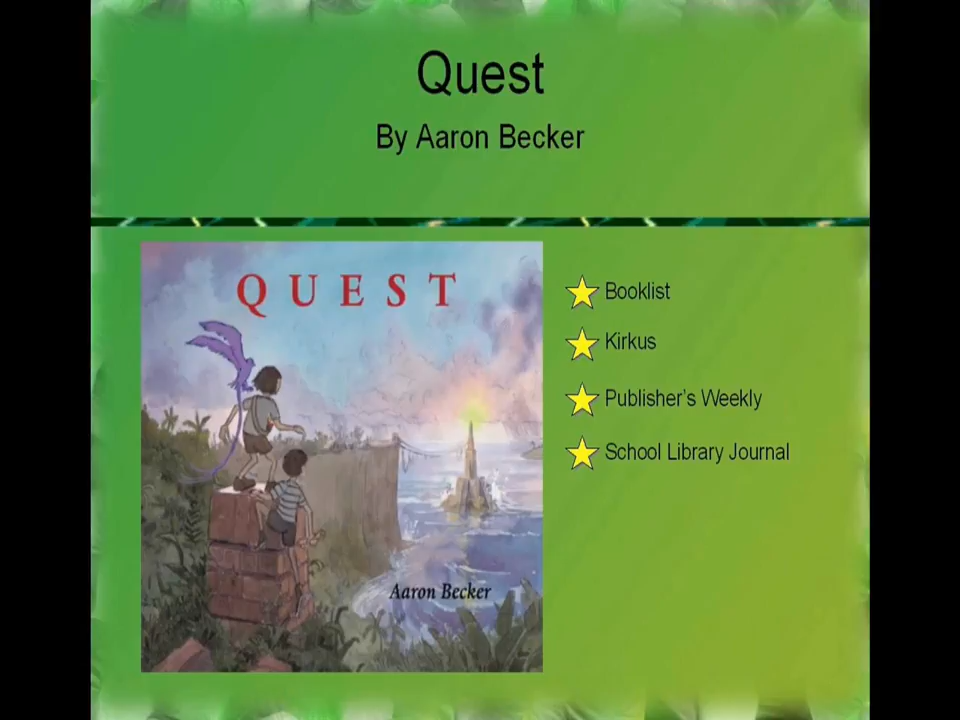 Quest
By Aaron Becker
QUEST
Aaron Becker
Booklist
Kirkus
Publisher's Weekly
School Library Journal